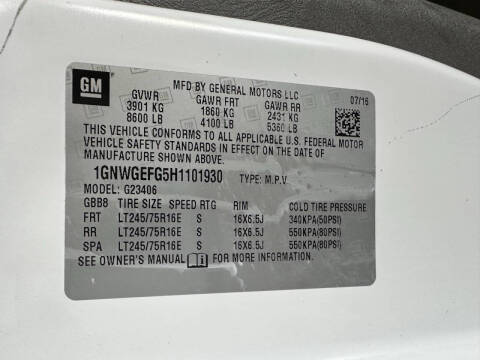 GM
MFD BY GENERAL MOTORS LLC
07/16
GVWR GAWR FRT GAWR RR
3901 KG 1860 KG 2431 KG
8600 LB 4100 LB 5360 LB
THIS VEHICLE CONFORMS TO ALL APPLICABLE U.S. FEDERAL MOTOR
VEHICLE SAFETY STANDARDS IN EFFECT ON THE DATE OF
MANUFACTURE SHOWN ABOVE.
1GNWGEFG5H1101930 TYPE: M.P.V.
MODEL: G23406
GBB8 TIRE SIZE SPEED RTG RIM COLD TIRE PRESSURE
FRT LT245/75R16E S 16X6.5J 340KPA(50PSI)
RR LT245/75R16E S 16X6.5J 550KPA(80PSI)
SPA LT245/75R16E S 16X6.5J 550KPA(80PSI)
SEE OWNER'S MANUAL FOR MORE INFORMATION.